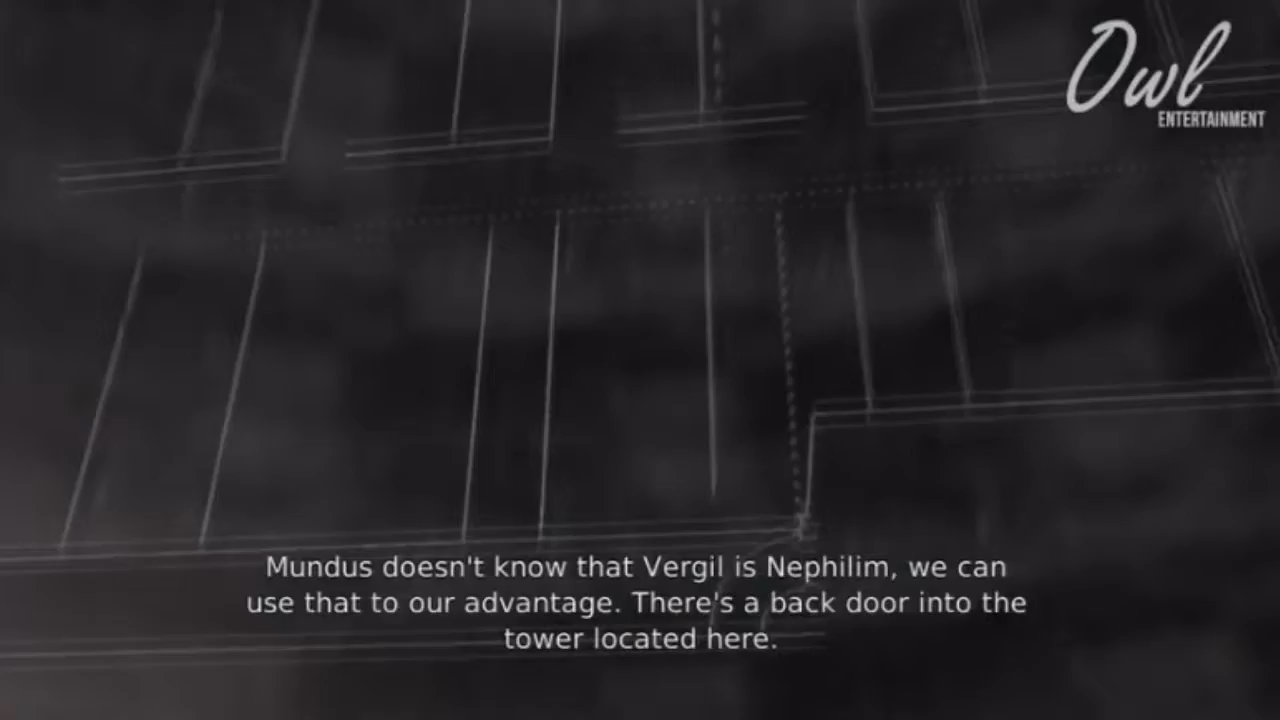 Owl
ENTERTAINMENT
Mundus doesn't know that Vergil is Nephilim, we can
use that to our advantage. There's a back door into the
tower located here.